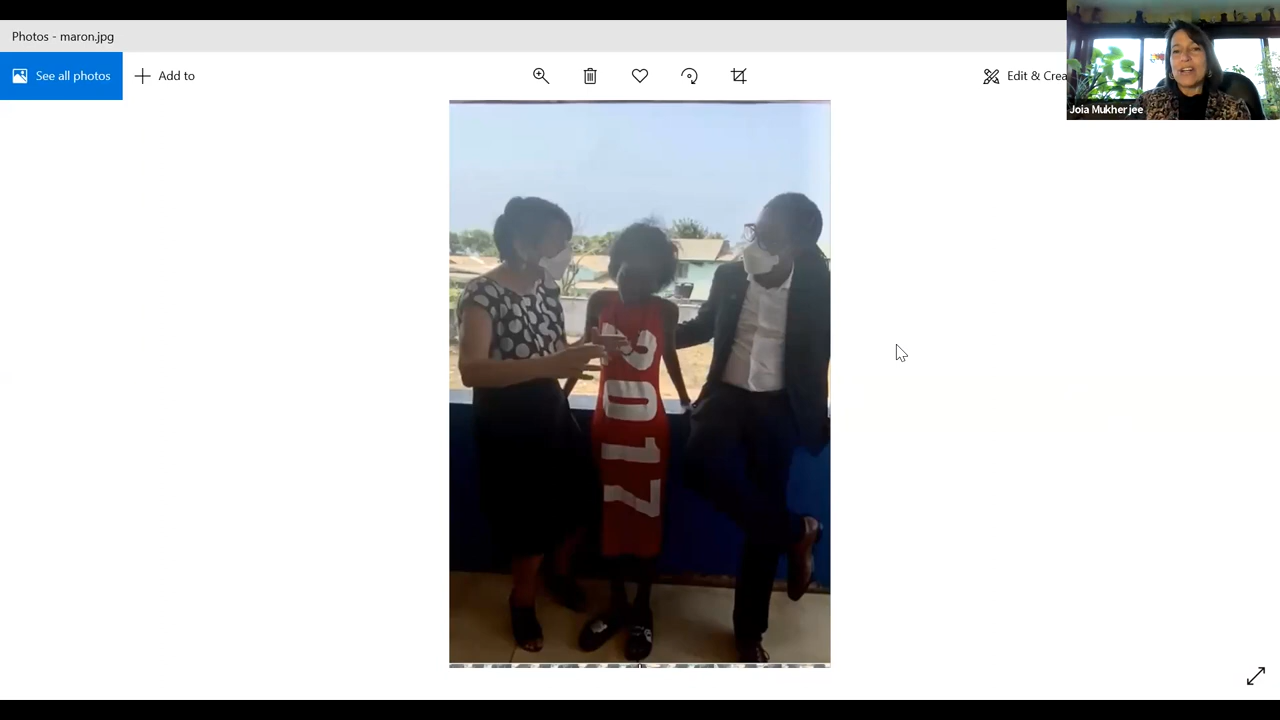 Photos - maron.jpg
See all photos
Add to
Edit & Crea
Joia Mukherjee
2017